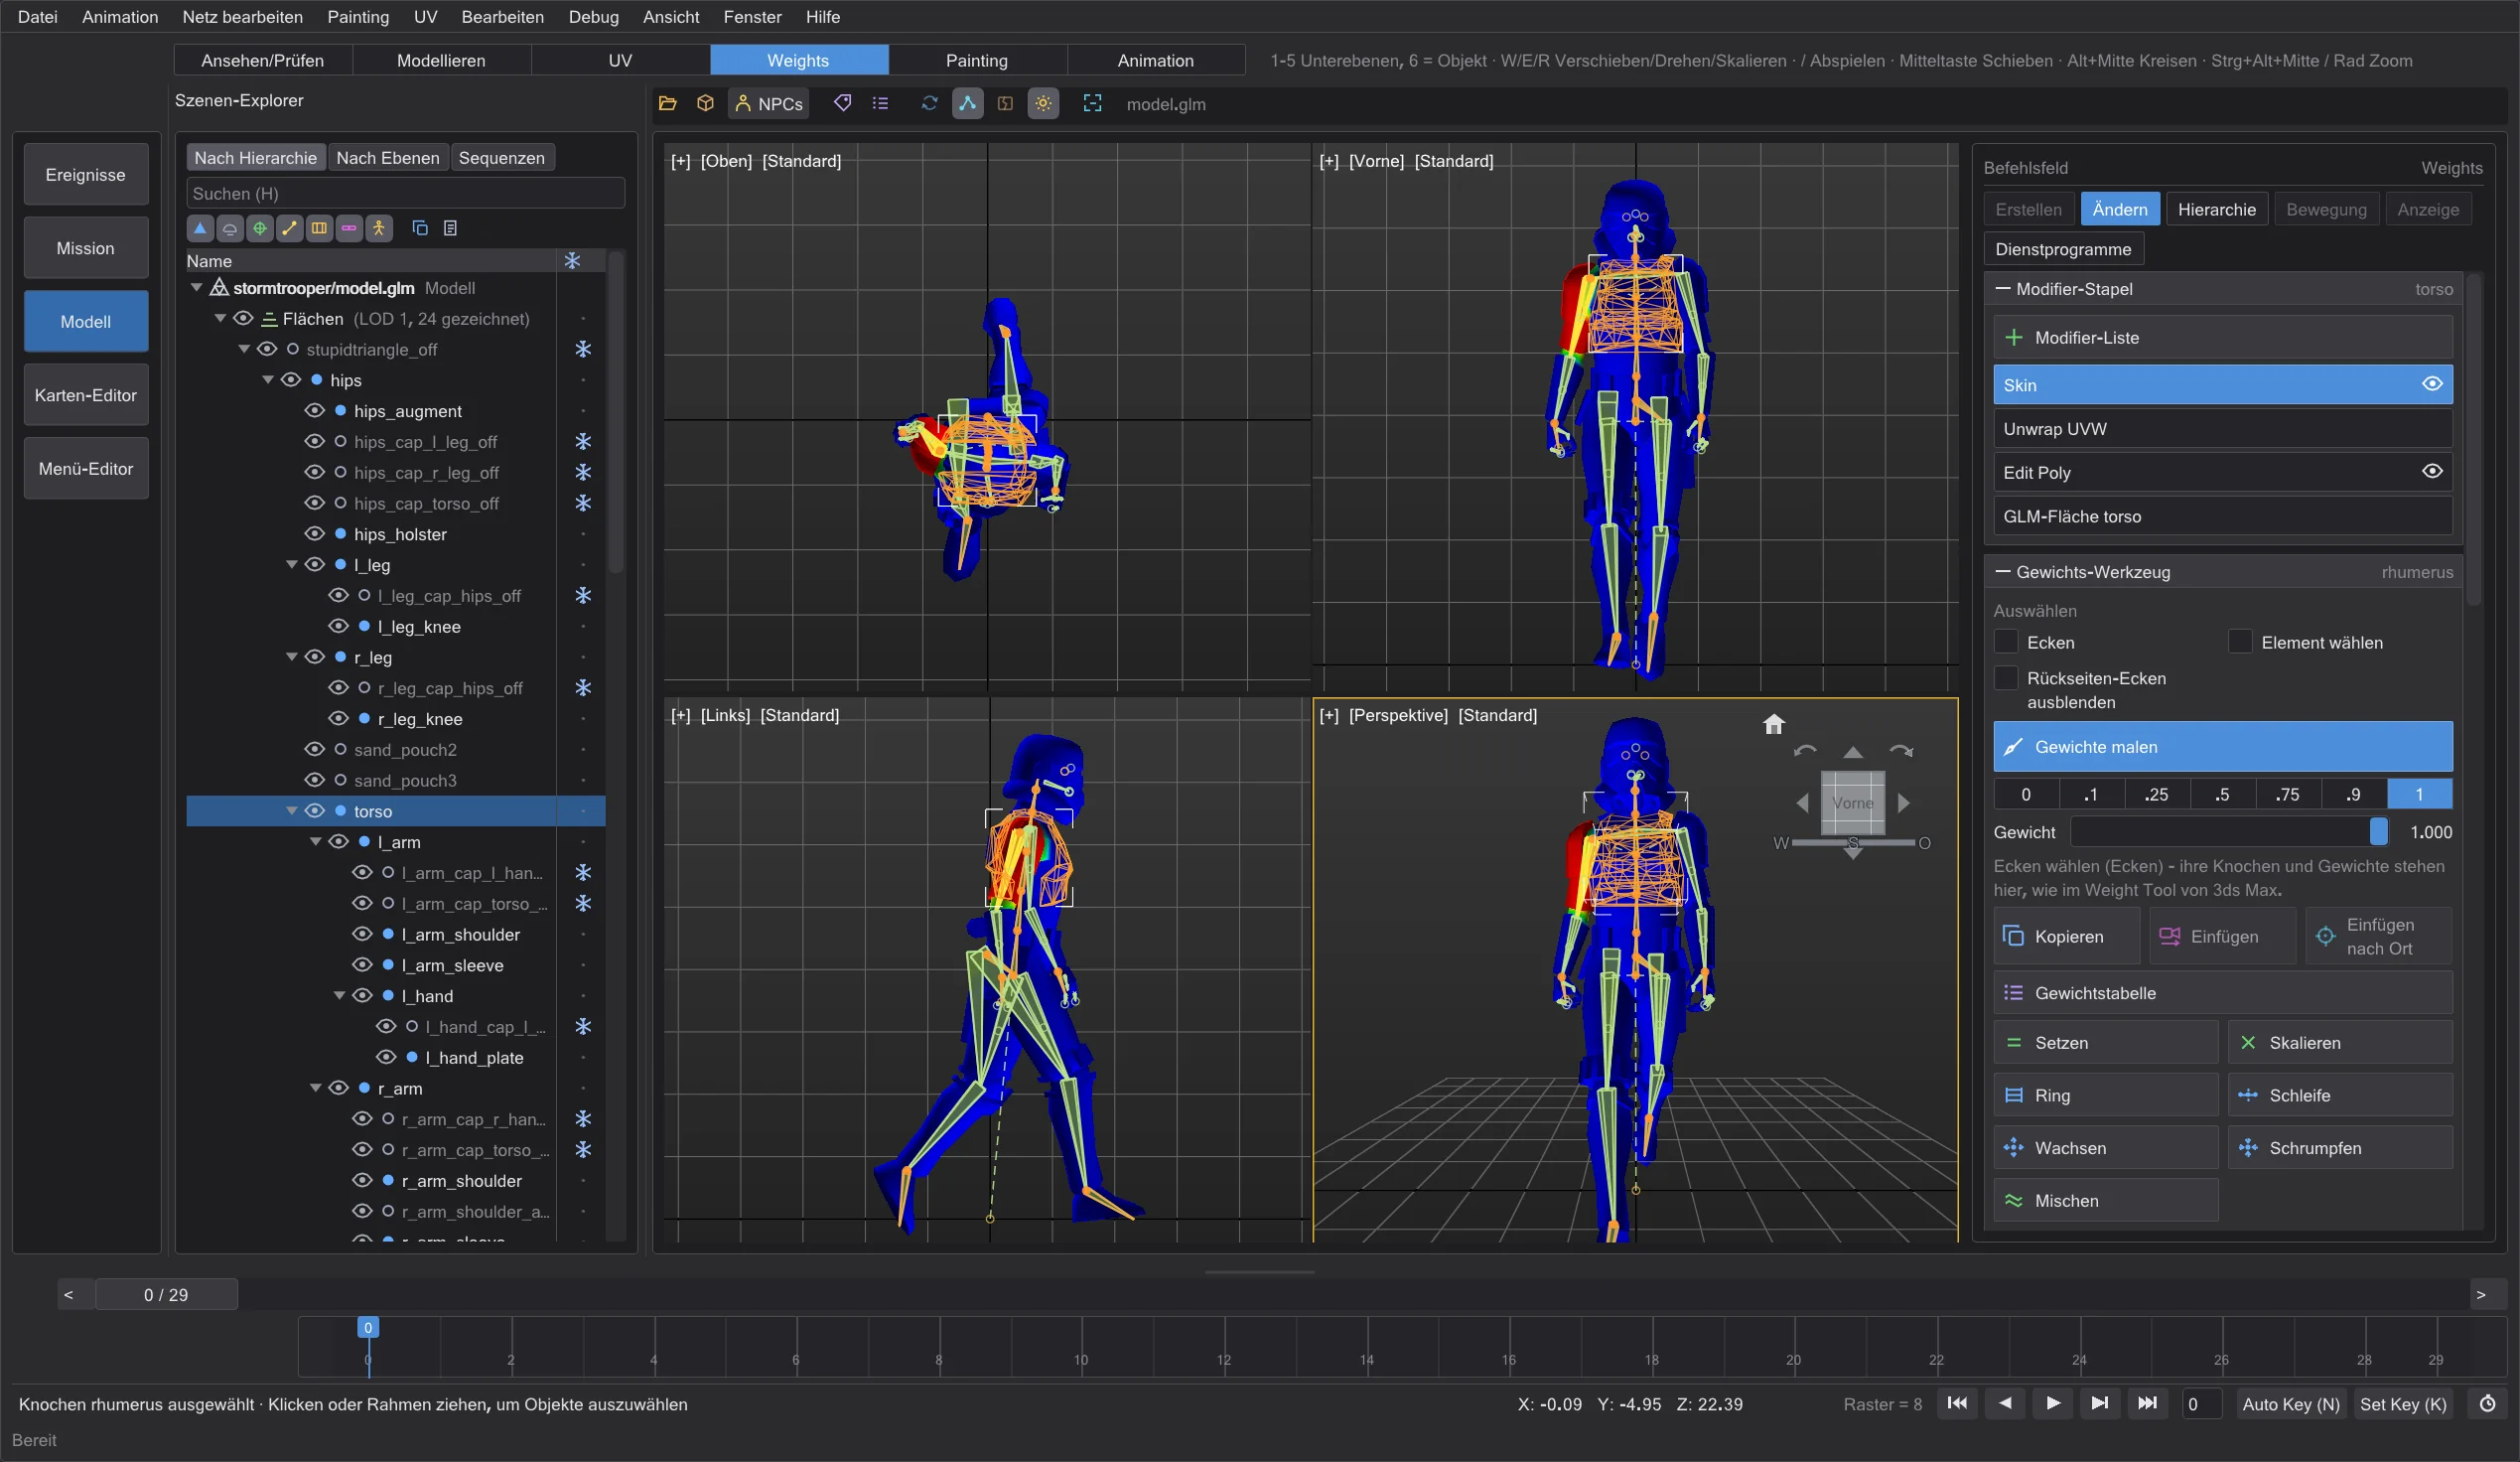 Datei Animation Netz bearbeiten Painting UV Bearbeiten Debug Ansicht Fenster Hilfe
Ansehen/Prüfen Modellieren UV Weights Painting Animation 1-5 Unterebenen, 6 = Objekt · W/E/R Verschieben/Drehen/Skalieren · / Abspielen · Mitteltaste Schieben · Alt+Mitte Kreisen · Strg+Alt+Mitte / Rad Zoom
Szenen-Explorer
NPCs model.glm
Ereignisse
Mission
Modell
Karten-Editor
Menü-Editor
Nach Hierarchie Nach Ebenen Sequenzen
Suchen (H)
Name
stormtrooper/model.glm Modell
Flächen (LOD 1, 24 gezeichnet)
stupidtriangle_off
hips
hips_augment
hips_cap_l_leg_off
hips_cap_r_leg_off
hips_cap_torso_off
hips_holster
l_leg
l_leg_cap_hips_off
l_leg_knee
r_leg
r_leg_cap_hips_off
r_leg_knee
sand_pouch2
sand_pouch3
torso
l_arm
l_arm_cap_l_han...
l_arm_cap_torso_...
l_arm_shoulder
l_arm_sleeve
l_hand
l_hand_cap_l_...
l_hand_plate
r_arm
r_arm_cap_r_han...
r_arm_cap_torso_...
r_arm_shoulder
r_arm_shoulder_a...
r_arm_sleeve
[+] [Oben] [Standard]
[+] [Vorne] [Standard]
[+] [Links] [Standard]
[+] [Perspektive] [Standard]
Vorne
W S O
Befehlsfeld Weights
Erstellen Ändern Hierarchie Bewegung Anzeige
Dienstprogramme
Modifier-Stapel torso
Modifier-Liste
Skin
Unwrap UVW
Edit Poly
GLM-Fläche torso
Gewichts-Werkzeug rhumerus
Auswählen
Ecken Element wählen
Rückseiten-Ecken
ausblenden
Gewichte malen
0 .1 .25 .5 .75 .9 1
Gewicht 1.000
Ecken wählen (Ecken) - ihre Knochen und Gewichte stehen
hier, wie im Weight Tool von 3ds Max.
Kopieren Einfügen Einfügen
nach Ort
Gewichtstabelle
Setzen Skalieren
Ring Schleife
Wachsen Schrumpfen
Mischen
< 0 / 29 >
0
0 2 4 6 8 10 12 14 16 18 20 22 24 26 28 29
Knochen rhumerus ausgewählt · Klicken oder Rahmen ziehen, um Objekte auszuwählen X: -0.09 Y: -4.95 Z: 22.39 Raster = 8 0 Auto Key (N) Set Key (K)
Bereit